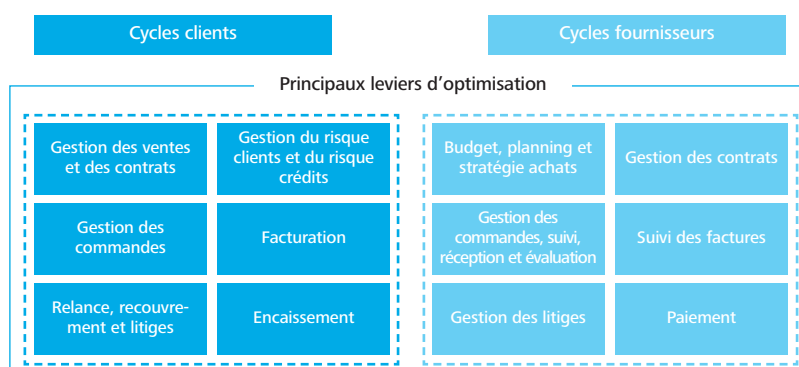 Cycles clients
Cycles fournisseurs
Principaux leviers d’optimisation
Gestion des ventes
et des contrats
Gestion du risque
clients et du risque
crédits
Budget, planning et
stratégie achats
Gestion des contrats
Gestion des
commandes
Facturation
Gestion des
commandes, suivi,
réception et évaluation
Suivi des factures
Relance, recouvre-
ment et litiges
Encaissement
Gestion des litiges
Paiement